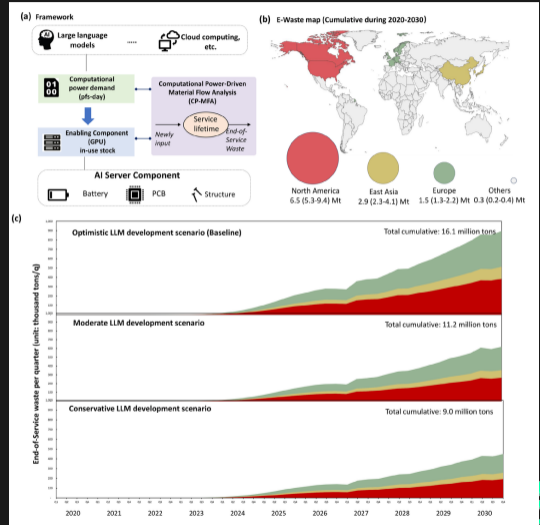 (a) Framework
Large language
models
.....
Cloud computing,
etc.
Computational
power demand
(pfs-day)
Computational Power-Driven
Material Flow Analysis
(CP-MFA)
Enabling Component
(GPU)
in-use stock
Newly
input
Service
lifetime
End-of-
Service
Waste
AI Server Component
Battery
PCB
Structure
(b) E-Waste map (Cumulative during 2020-2030)
North America
6.5 (5.3-9.4) Mt
East Asia
2.9 (2.3-4.1) Mt
Europe
1.5 (1.3-2.2) Mt
Others
0.3 (0.2-0.4) Mt
(c)
End-of-Service waste per quarter (unit: thousand tons/q)
Optimistic LLM development scenario (Baseline)
Total cumulative: 16.1 million tons
Moderate LLM development scenario
Total cumulative: 11.2 million tons
Conservative LLM development scenario
Total cumulative: 9.0 million tons
2020 2021 2022 2023 2024 2025 2026 2027 2028 2029 2030